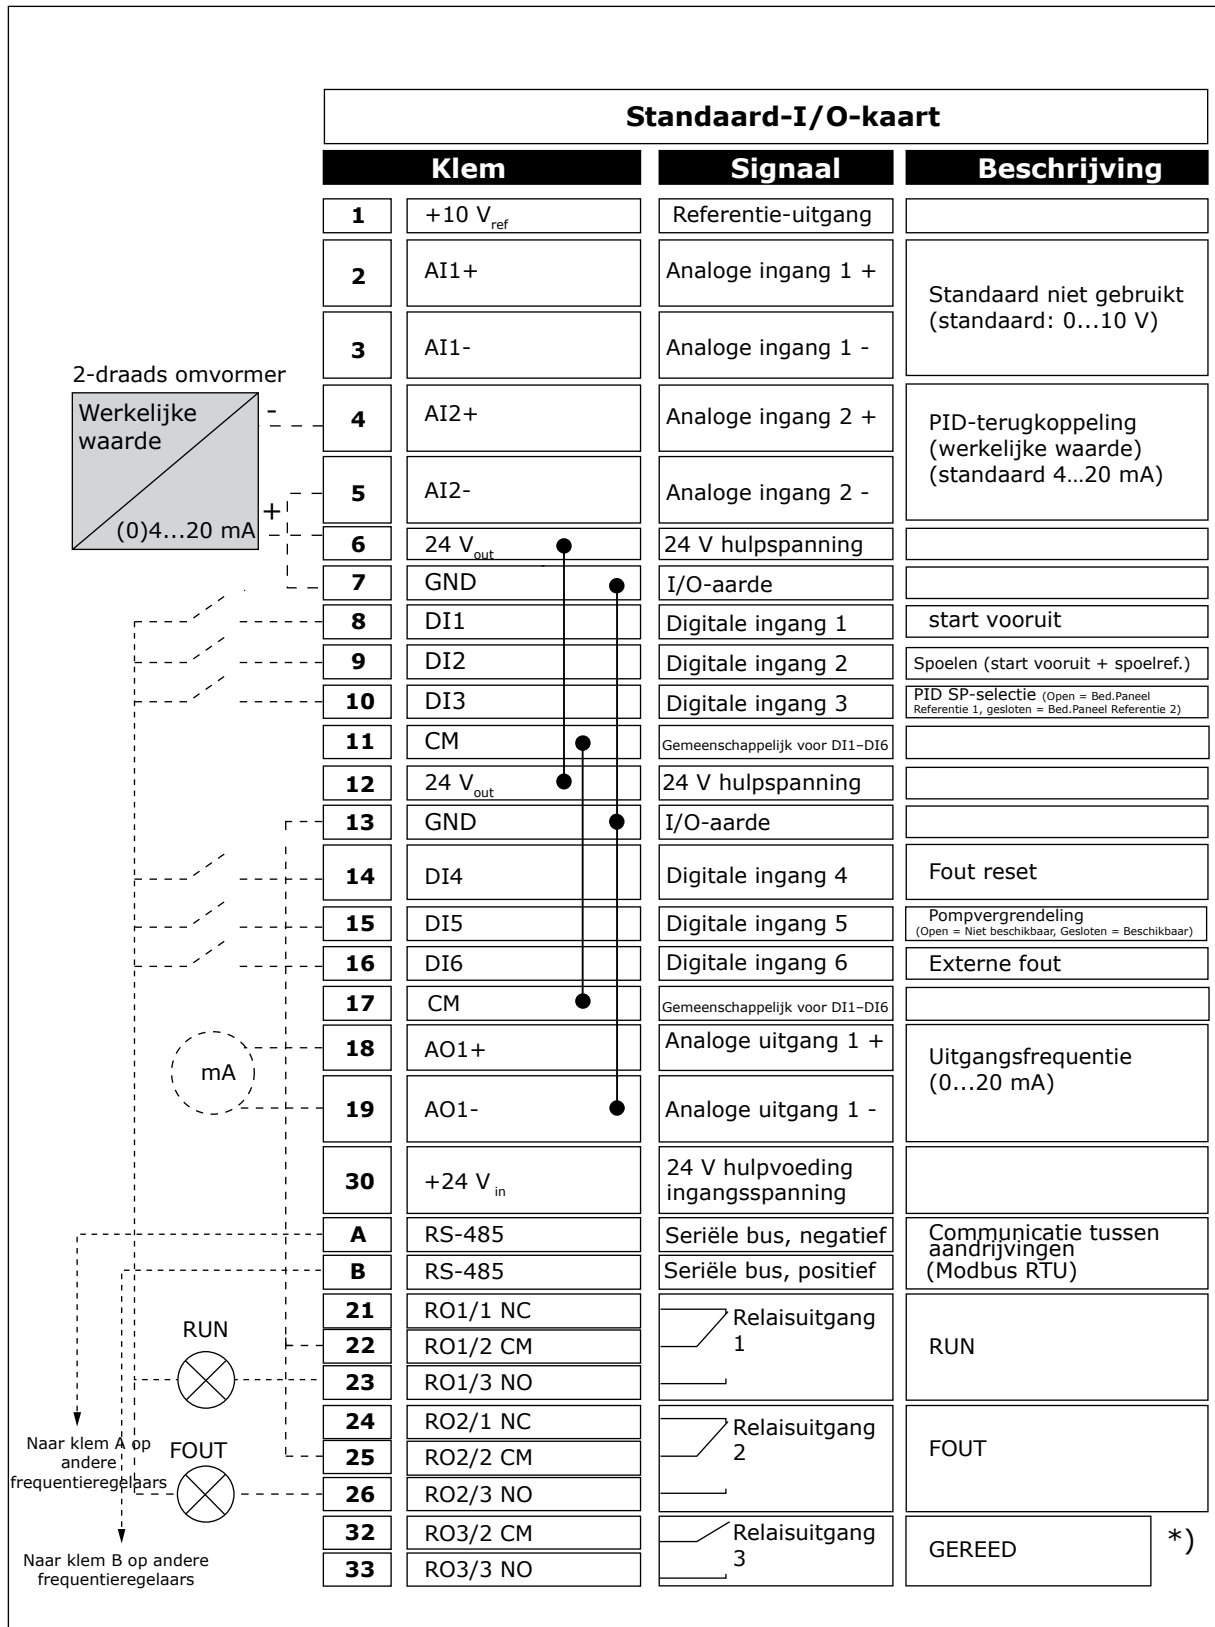 Standaard-I/O-kaart
Klem Signaal Beschrijving
1 +10 Vref Referentie-uitgang
2 AI1+ Analoge ingang 1 +
Standaard niet gebruikt
(standaard: 0...10 V)
3 AI1- Analoge ingang 1 -
2-draads omvormer
Werkelijke
waarde
-
+
(0)4...20 mA
4 AI2+ Analoge ingang 2 +
PID-terugkoppeling
(werkelijke waarde)
(standaard 4...20 mA)
5 AI2- Analoge ingang 2 -
6 24 Vout 24 V hulpspanning
7 GND I/O-aarde
8 DI1 Digitale ingang 1 start vooruit
9 DI2 Digitale ingang 2 Spoelen (start vooruit + spoelref.)
10 DI3 Digitale ingang 3 PID SP-selectie (Open = Bed.Paneel
Referentie 1, gesloten = Bed.Paneel Referentie 2)
11 CM Gemeenschappelijk voor DI1–DI6
12 24 Vout 24 V hulpspanning
13 GND I/O-aarde
14 DI4 Digitale ingang 4 Fout reset
15 DI5 Digitale ingang 5 Pompvergrendeling
(Open = Niet beschikbaar, Gesloten = Beschikbaar)
16 DI6 Digitale ingang 6 Externe fout
17 CM Gemeenschappelijk voor DI1–DI6
mA
18 AO1+ Analoge uitgang 1 +
Uitgangsfrequentie
(0...20 mA)
19 AO1- Analoge uitgang 1 -
30 +24 Vin 24 V hulpvoeding
ingangsspanning
A RS-485 Seriële bus, negatief Communicatie tussen
aandrijvingen
B RS-485 Seriële bus, positief (Modbus RTU)
21 RO1/1 NC Relaisuitgang
1
RUN
22 RO1/2 CM RUN
23 RO1/3 NO
24 RO2/1 NC Relaisuitgang
2
Naar klem A op
andere
frequentieregelaars
FOUT
25 RO2/2 CM FOUT
26 RO2/3 NO
32 RO3/2 CM Relaisuitgang
3
GEREED *)
33 RO3/3 NO
Naar klem B op andere
frequentieregelaars